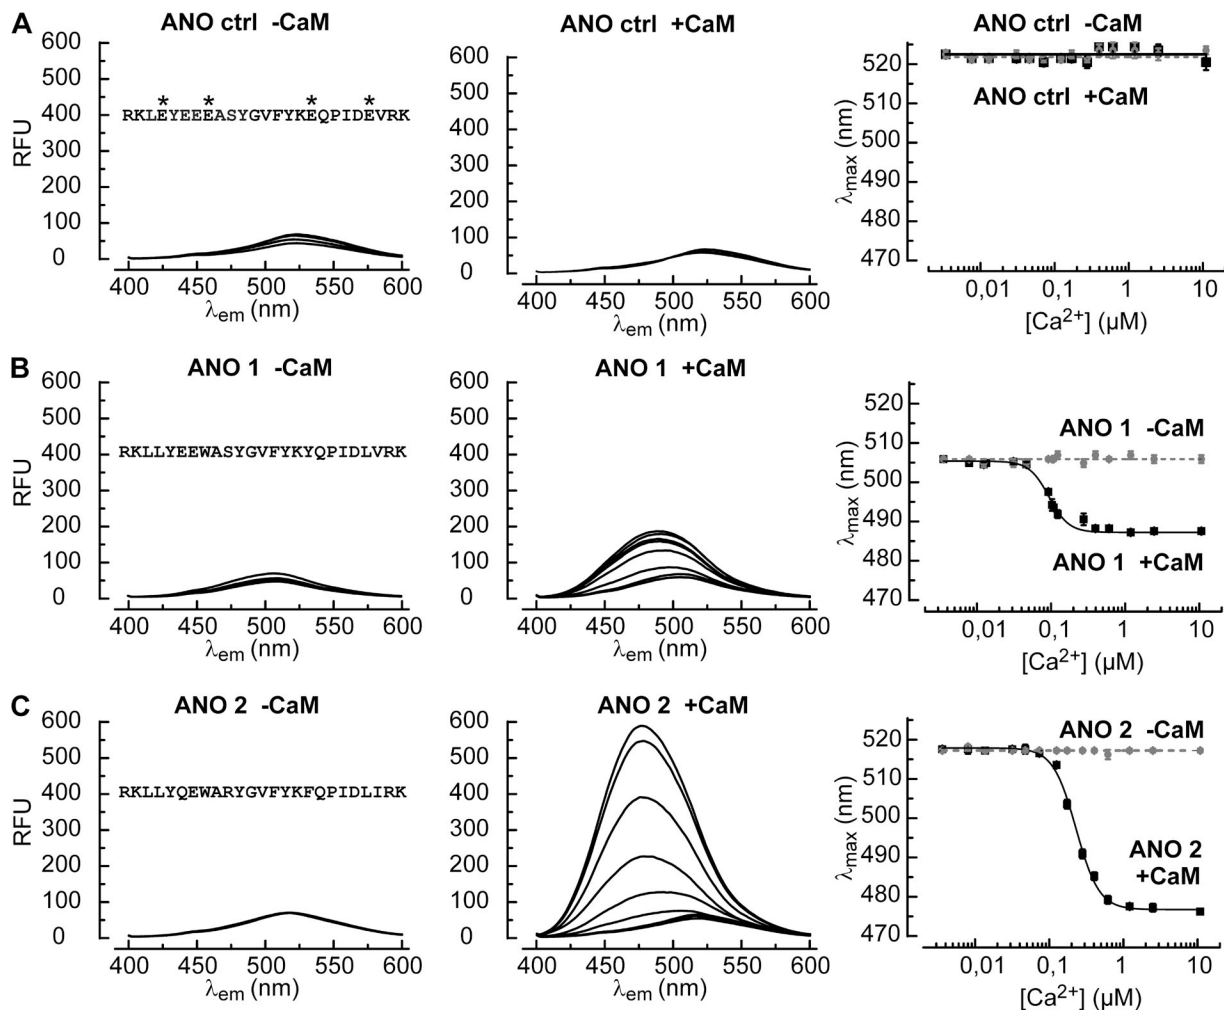 A
ANO ctrl -CaM
600
500
400
300
200
100
0
RFU
* * * *
RKLEYEEEASYGVFYKEQPIDEVRK
400 450 500 550 600
λem (nm)
ANO ctrl +CaM
600
500
400
300
200
100
0
400 450 500 550 600
λem (nm)
ANO ctrl -CaM
520
510
500
490
480
470
λmax (nm)
ANO ctrl +CaM
0,01 0,1 1 10
[Ca2+] (µM)
B
ANO 1 -CaM
600
500
400
300
200
100
0
RFU
RKLLYEEWASYGVFYKYQPIDLVRK
400 450 500 550 600
λem (nm)
ANO 1 +CaM
600
500
400
300
200
100
0
400 450 500 550 600
λem (nm)
520
510
500
490
480
470
λmax (nm)
ANO 1 -CaM
ANO 1 +CaM
0,01 0,1 1 10
[Ca2+] (µM)
C
ANO 2 -CaM
600
500
400
300
200
100
0
RFU
RKLLYQEWARYGVFYKFQPIDLIRK
400 450 500 550 600
λem (nm)
ANO 2 +CaM
600
500
400
300
200
100
0
400 450 500 550 600
λem (nm)
520
510
500
490
480
470
λmax (nm)
ANO 2 -CaM
ANO 2
+CaM
0,01 0,1 1 10
[Ca2+] (µM)